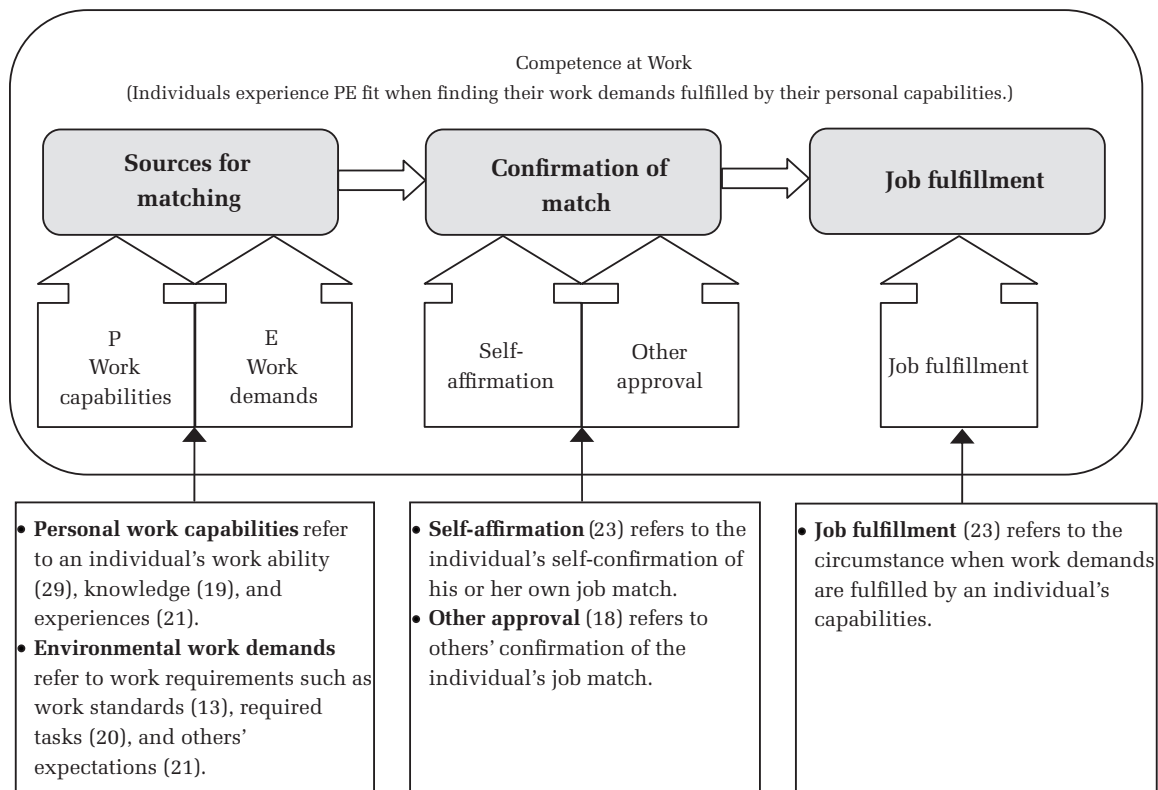 Competence at Work
(Individuals experience PE fit when finding their work demands fulfilled by their personal capabilities.)
Sources for
matching
Confirmation of
match
Job fulfillment
P
Work
capabilities
E
Work
demands
Self-
affirmation
Other
approval
Job fulfillment
• Personal work capabilities refer
to an individual’s work ability
(29), knowledge (19), and
experiences (21).
• Environmental work demands
refer to work requirements such as
work standards (13), required
tasks (20), and others’
expectations (21).
• Self-affirmation (23) refers to the
individual’s self-confirmation of
his or her own job match.
• Other approval (18) refers to
others’ confirmation of the
individual’s job match.
• Job fulfillment (23) refers to the
circumstance when work demands
are fulfilled by an individual’s
capabilities.